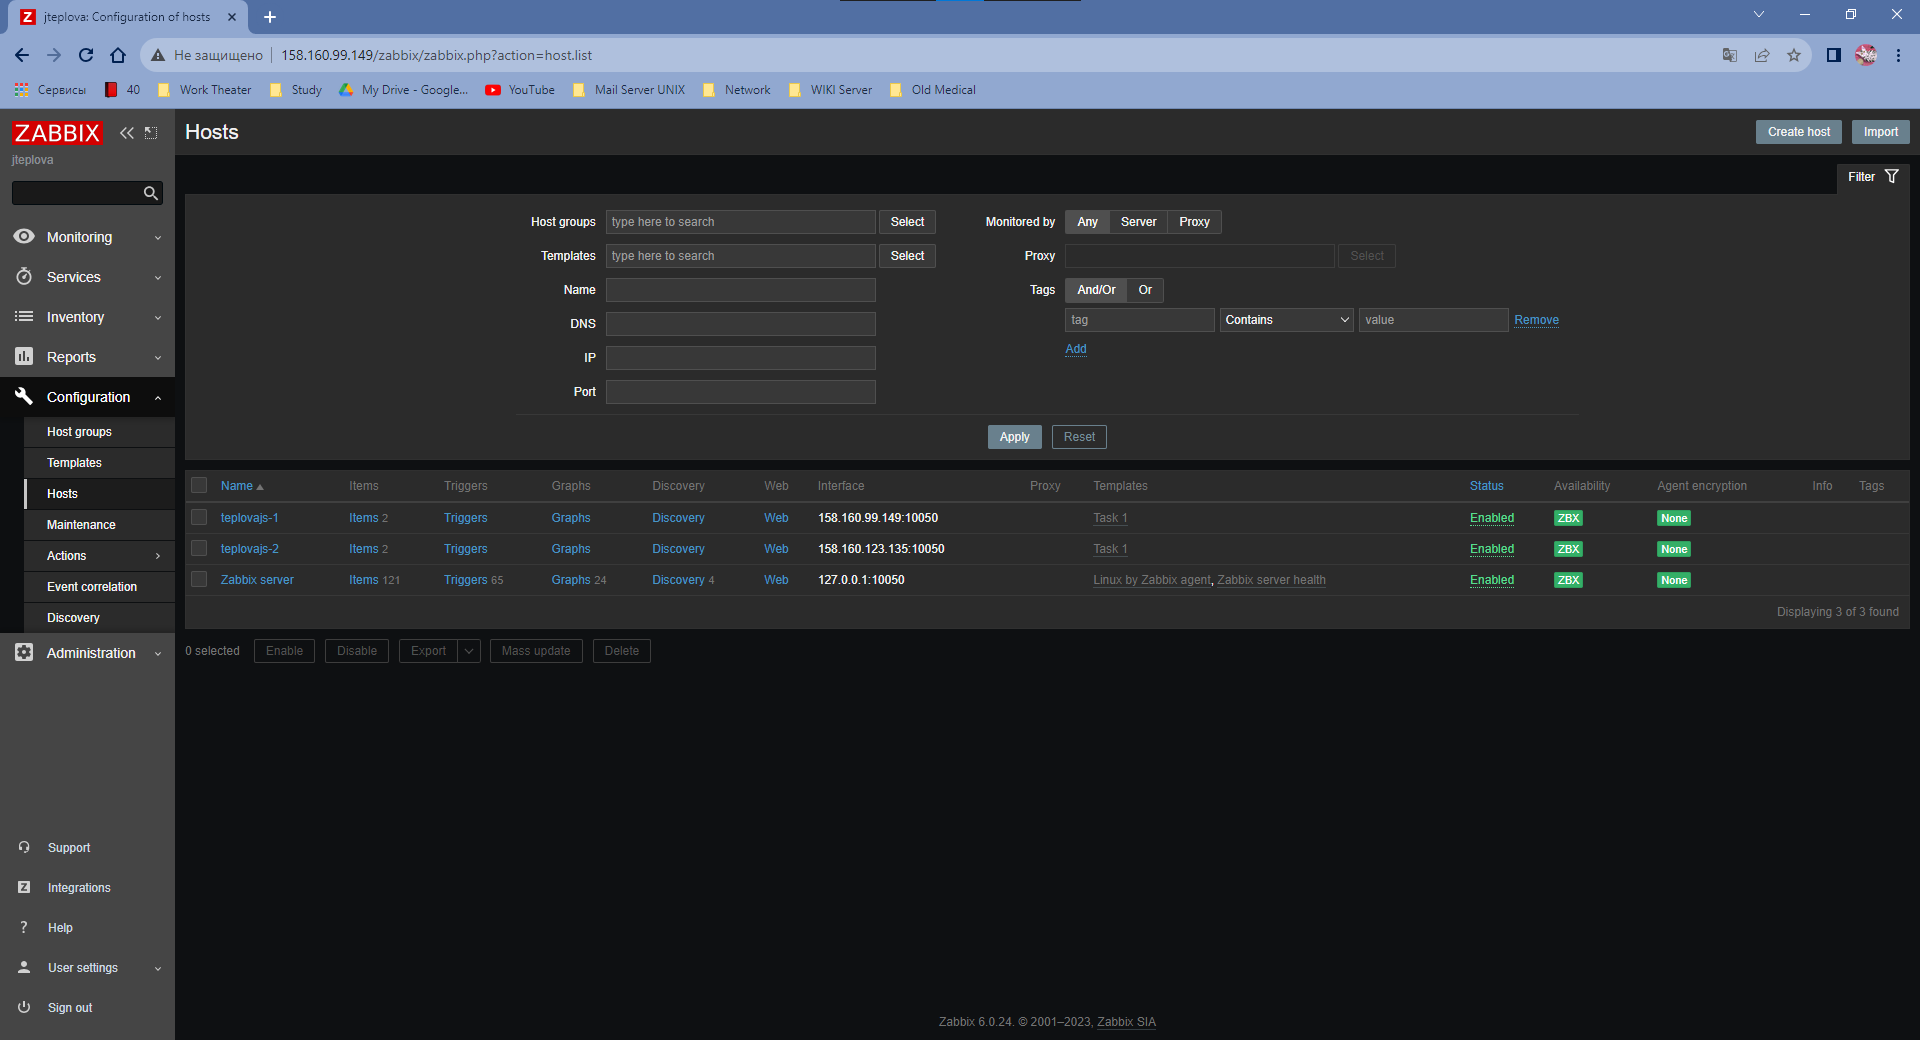 Z jteplova: Configuration of hosts
Не защищено 158.160.99.149/zabbix/zabbix.php?action=host.list
Сервисы 40 Work Theater Study My Drive - Google... YouTube Mail Server UNIX Network WIKI Server Old Medical
ZABBIX
jteplova
Monitoring
Services
Inventory
Reports
Configuration
Host groups
Templates
Hosts
Maintenance
Actions
Event correlation
Discovery
Administration
Support
Z Integrations
? Help
User settings
Sign out
Hosts Create host Import
Filter
Host groups type here to search Select
Templates type here to search Select
Name
DNS
IP
Port
Monitored by Any Server Proxy
Proxy Select
Tags And/Or Or
tag Contains value Remove
Add
Apply Reset
Name Items Triggers Graphs Discovery Web Interface Proxy Templates Status Availability Agent encryption Info Tags
teplovajs-1 Items 2 Triggers Graphs Discovery Web 158.160.99.149:10050 Task 1 Enabled ZBX None
teplovajs-2 Items 2 Triggers Graphs Discovery Web 158.160.123.135:10050 Task 1 Enabled ZBX None
Zabbix server Items 121 Triggers 65 Graphs 24 Discovery 4 Web 127.0.0.1:10050 Linux by Zabbix agent, Zabbix server health Enabled ZBX None
Displaying 3 of 3 found
0 selected Enable Disable Export Mass update Delete
Zabbix 6.0.24. © 2001–2023, Zabbix SIA